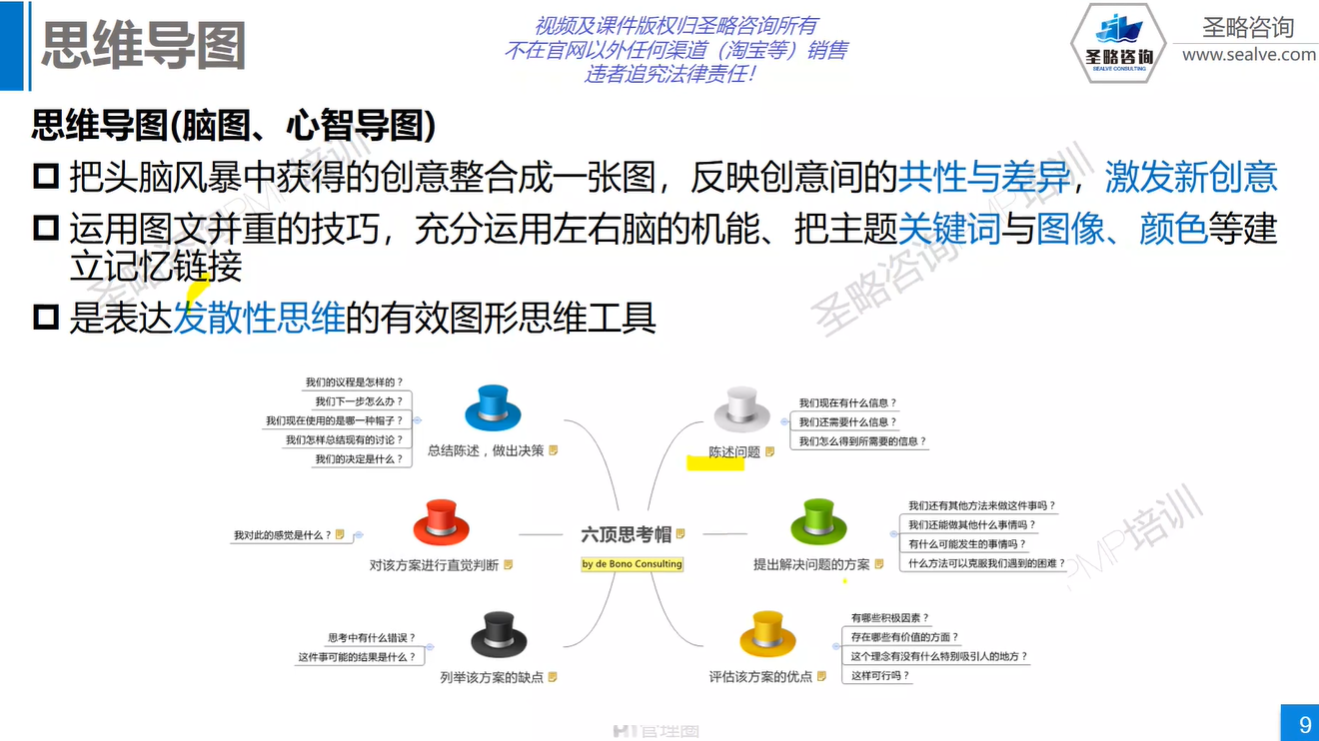 思维导图
视频及课件版权归圣略咨询所有
不在官网以外任何渠道（淘宝等）销售
违者追究法律责任！
圣略咨询
SEALVE CONSULTING
圣略咨询
www.sealve.com
思维导图(脑图、心智导图)
把头脑风暴中获得的创意整合成一张图，反映创意间的共性与差异，激发新创意
运用图文并重的技巧，充分运用左右脑的机能、把主题关键词与图像、颜色等建
立记忆链接
是表达发散性思维的有效图形思维工具
我们的议程是怎样的？
我们下一步怎么办？
我们现在使用的是哪一种帽子？
我们怎样总结现有的讨论？
我们的决定是什么？
总结陈述，做出决策
陈述问题
我们现在有什么信息？
我们还需要什么信息？
我们怎么得到所需要的信息？
我对此的感觉是什么？
对该方案进行直觉判断
六顶思考帽
by de Bono Consulting
提出解决问题的方案
我们还有其他方法来做这件事吗？
我们还能做其他什么事情吗？
有什么可能发生的事情吗？
什么方法可以克服我们遇到的困难？
思考中有什么错误？
这件事可能的结果是什么？
列举该方案的缺点
评估该方案的优点
有哪些积极因素？
存在哪些有价值的方面？
这个理念有没有什么特别吸引人的地方？
这样可行吗？
圣略咨询PMP培训
圣略咨询PMP培训
PMP培训
管理圈
9